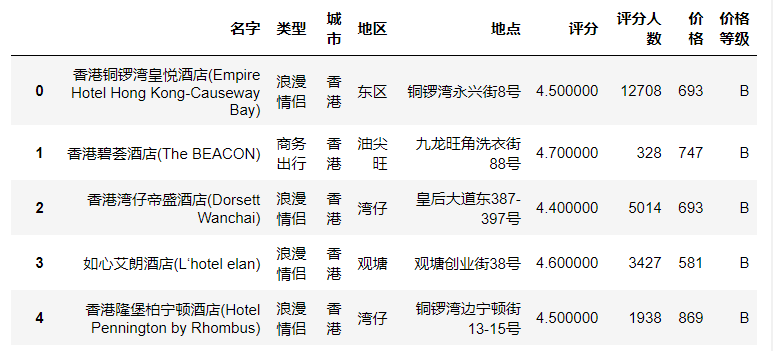 名字 类型 城市 地区 地点 评分 评分人数 价格 价格等级
0 香港铜锣湾皇悦酒店(Empire Hotel Hong Kong-Causeway Bay) 浪漫情侣 香港 东区 铜锣湾永兴街8号 4.500000 12708 693 B
1 香港碧荟酒店(The BEACON) 商务出行 香港 油尖旺 九龙旺角洗衣街88号 4.700000 328 747 B
2 香港湾仔帝盛酒店(Dorsett Wanchai) 浪漫情侣 香港 湾仔 皇后大道东387-397号 4.400000 5014 693 B
3 如心艾朗酒店(L'hotel elan) 浪漫情侣 香港 观塘 观塘创业街38号 4.600000 3427 581 B
4 香港隆堡柏宁顿酒店(Hotel Pennington by Rhombus) 浪漫情侣 香港 湾仔 铜锣湾边宁顿街13-15号 4.500000 1938 869 B